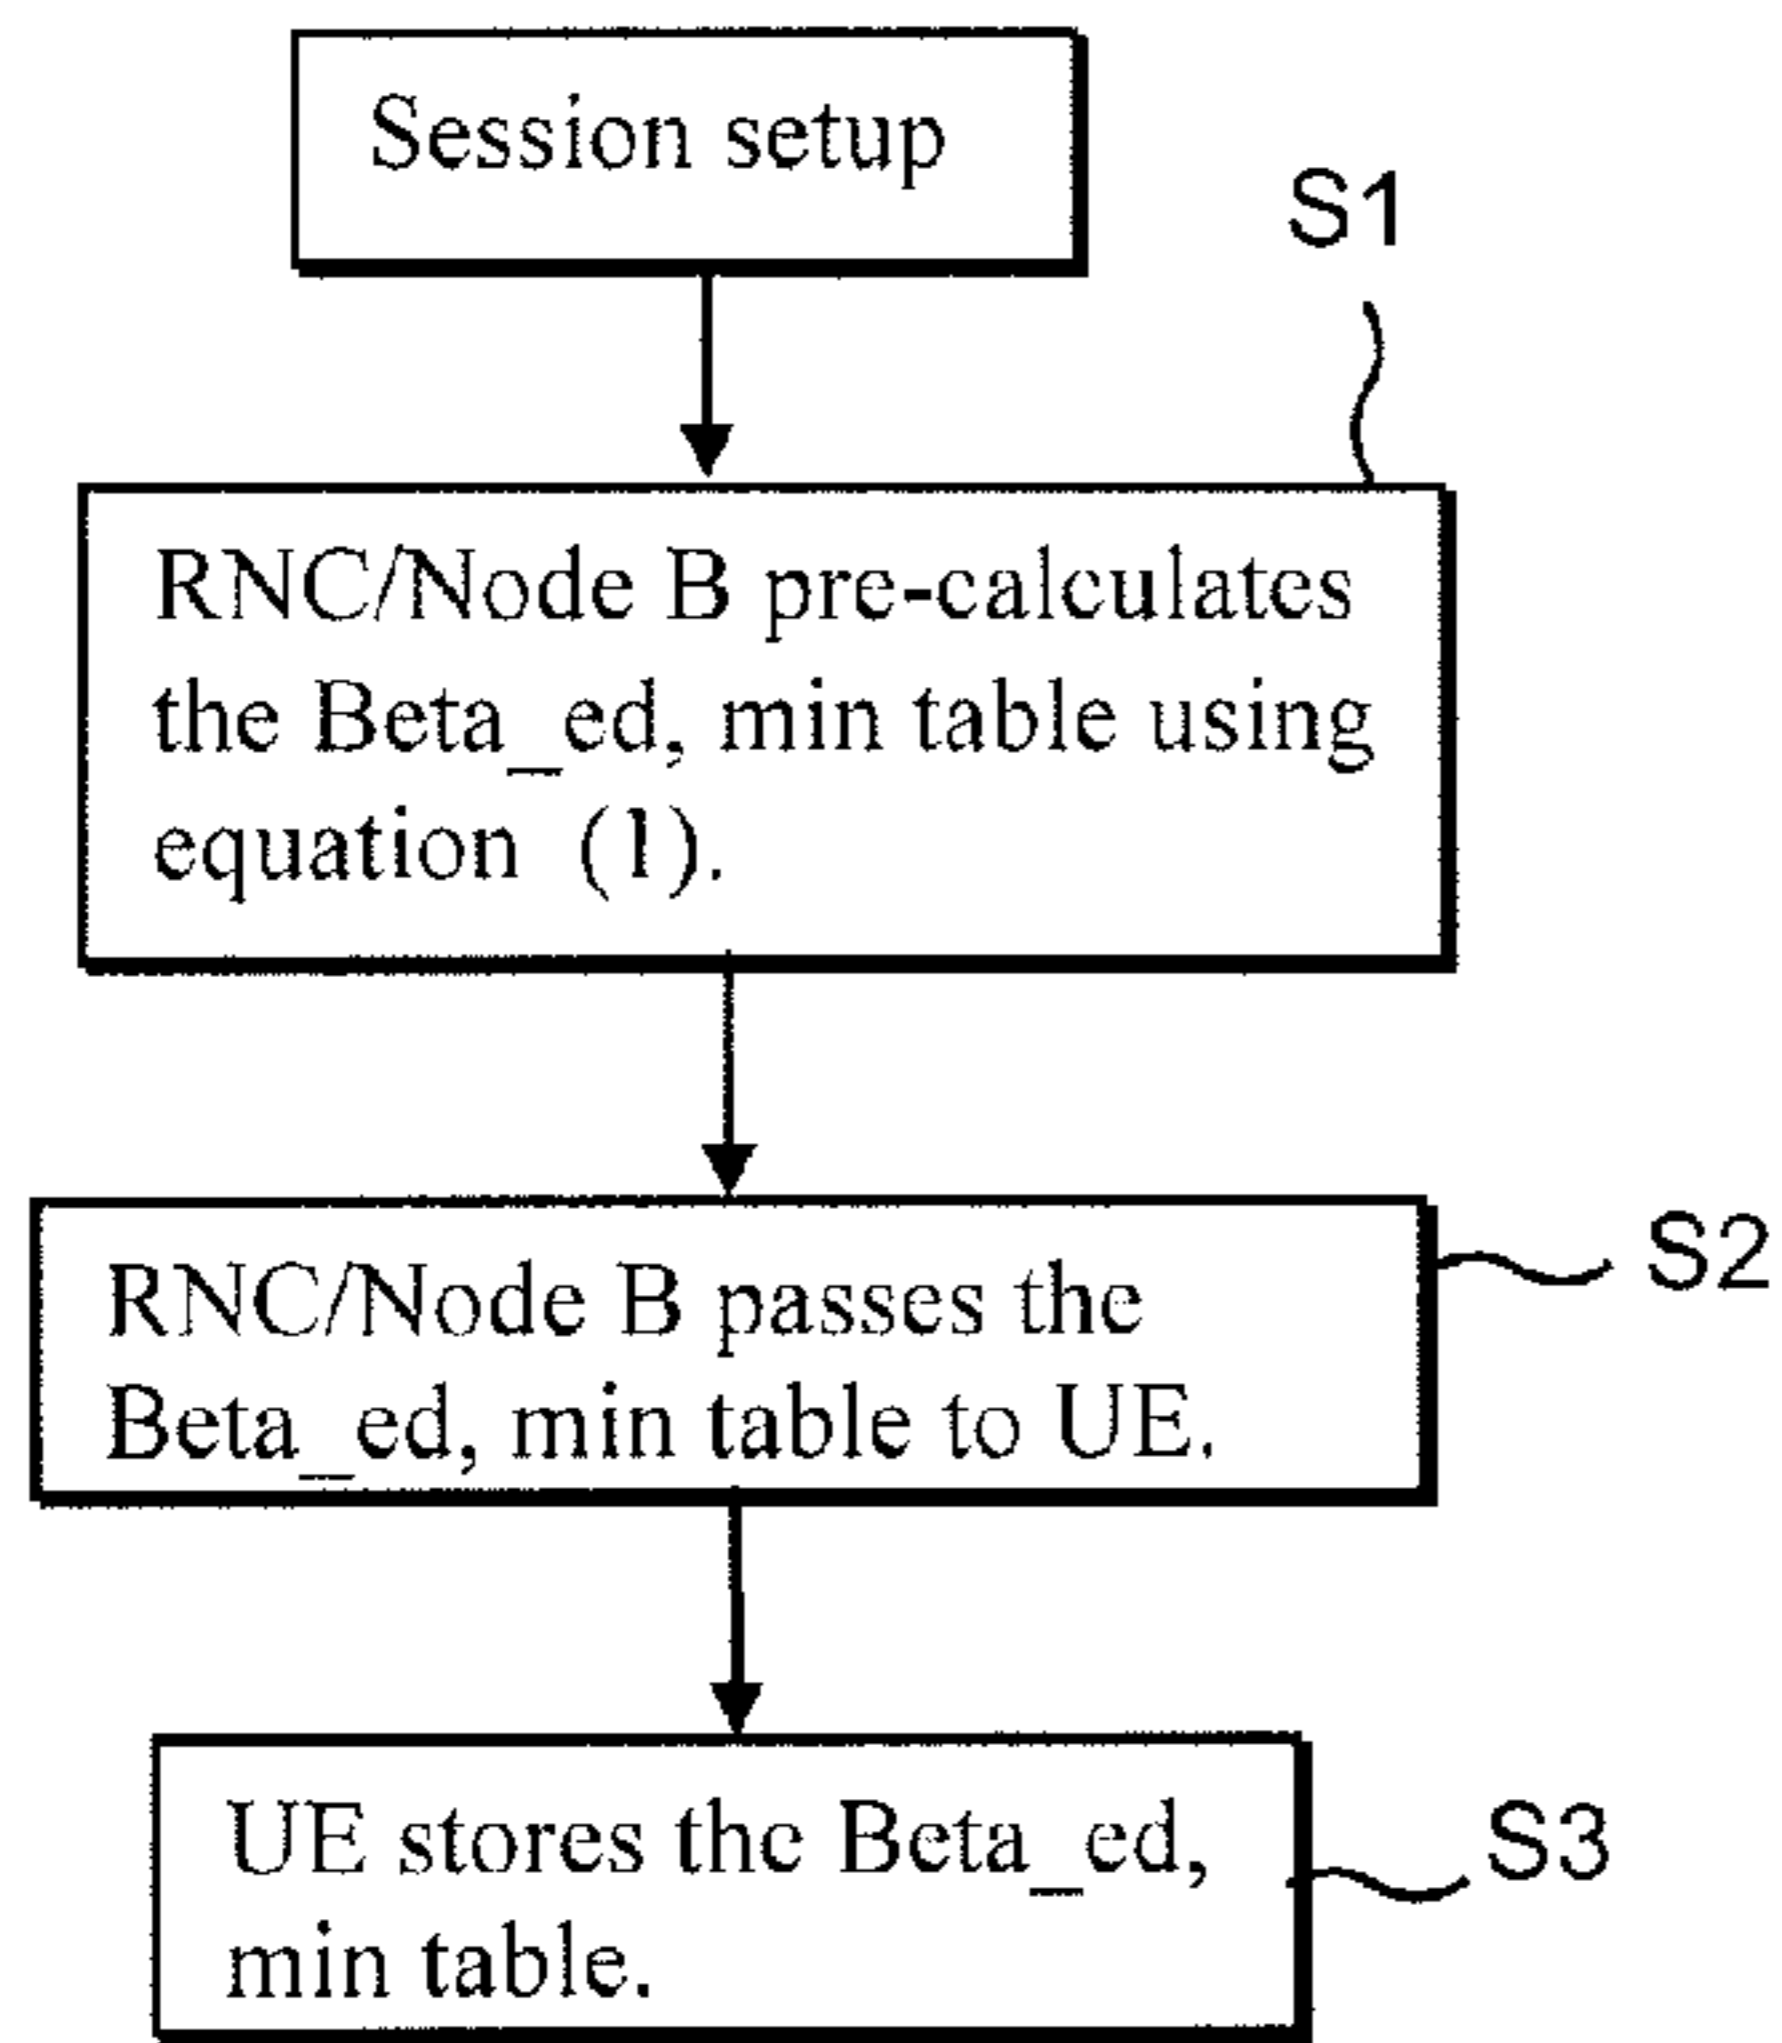 Session setup
S1
RNC/Node B pre-calculates
the Beta_ed, min table using
equation (1).
RNC/Node B passes the
Beta_ed, min table to UE.
S2
UE stores the Beta_ed,
min table.
S3